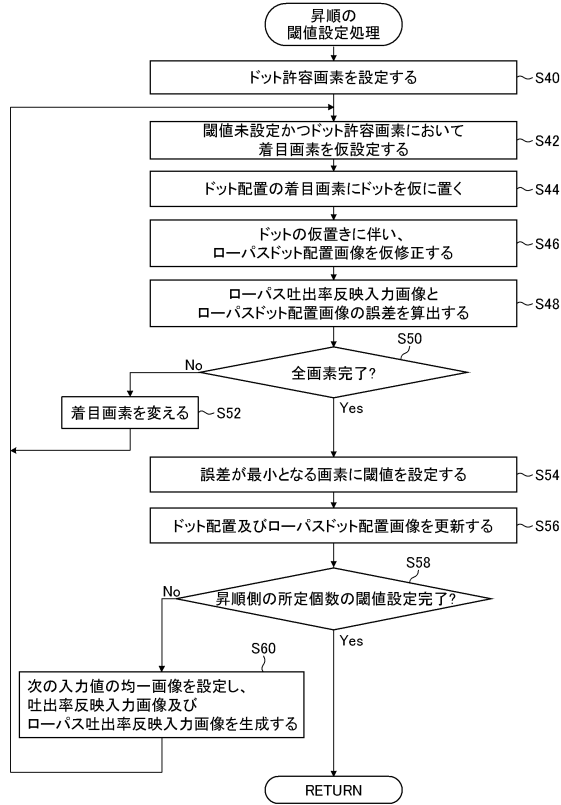 昇順の
閾値設定処理
ドット許容画素を設定する
S40
閾値未設定かつドット許容画素において
着目画素を仮設定する
S42
ドット配置の着目画素にドットを仮に置く
S44
ドットの仮置きに伴い、
ローパスドット配置画像を仮修正する
S46
ローパス吐出率反映入力画像と
ローパスドット配置画像の誤差を算出する
S48
S50
全画素完了?
No
Yes
着目画素を変える
S52
誤差が最小となる画素に閾値を設定する
S54
ドット配置及びローパスドット配置画像を更新する
S56
S58
昇順側の所定個数の閾値設定完了?
No
Yes
S60
次の入力値の均一画像を設定し、
吐出率反映入力画像及び
ローパス吐出率反映入力画像を生成する
RETURN